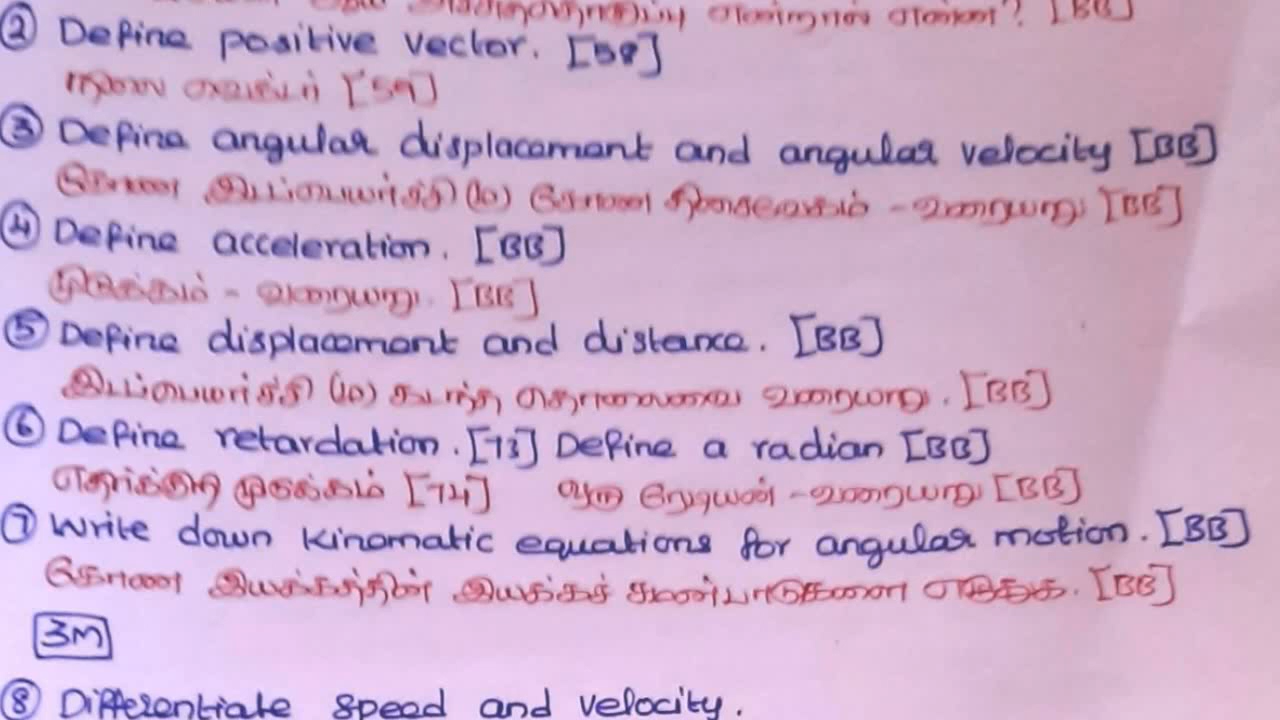 என்றால் என்ன? [BB]
② Define positive vector. [58]
நிலை வெக்டர் [59]
③ Define angular displacement and angular velocity [BB]
கோண இடப்பெயர்ச்சி (ம) கோண திசைவேகம் - வரையறு [BB]
④ Define acceleration. [BB]
முடுக்கம் - வரையறு. [BB]
⑤ Define displacement and distance. [BB]
இடப்பெயர்ச்சி (ம) கடந்த தொலைவை வரையறு. [BB]
⑥ Define retardation. [73] Define a radian [BB]
எதிர்க்குறி முடுக்கம் [74] ஒரு ரேடியன் - வரையறு [BB]
⑦ Write down Kinematic equations for angular motion. [BB]
கோண இயக்கத்தின் இயக்கச் சமன்பாடுகளை எழுதுக. [BB]
3M
⑧ Differentiate speed and velocity.